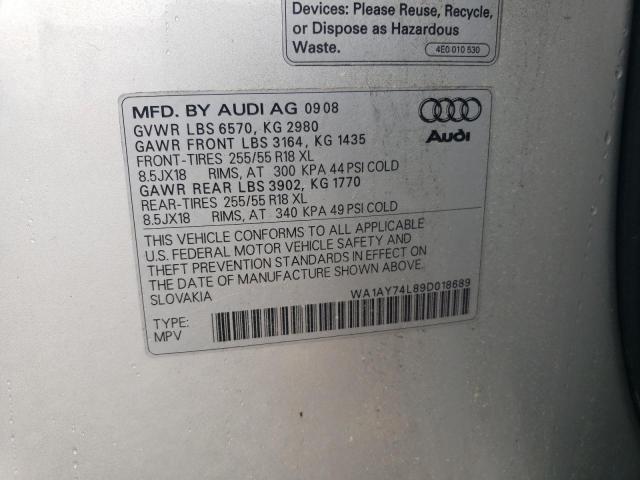 Devices: Please Reuse, Recycle,
or Dispose as Hazardous
Waste.
4E0 010 530
MFD. BY AUDI AG 09 08
GVWR LBS 6570, KG 2980
GAWR FRONT LBS 3164, KG 1435
FRONT-TIRES 255/55 R18 XL
8.5JX18 RIMS, AT 300 KPA 44 PSI COLD
GAWR REAR LBS 3902, KG 1770
REAR-TIRES 255/55 R18 XL
8.5JX18 RIMS, AT 340 KPA 49 PSI COLD
Audi
THIS VEHICLE CONFORMS TO ALL APPLICABLE
U.S. FEDERAL MOTOR VEHICLE SAFETY AND
THEFT PREVENTION STANDARDS IN EFFECT ON
THE DATE OF MANUFACTURE SHOWN ABOVE.
SLOVAKIA
WA1AY74L89D018689
TYPE:
MPV